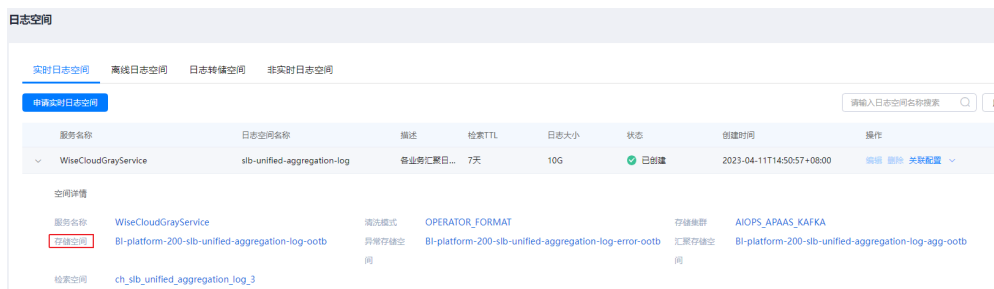 日志空间
实时日志空间 离线日志空间 日志转储空间 非实时日志空间
申请实时日志空间 请输入日志空间名称搜索
服务名称 日志空间名称 描述 检索TTL 日志大小 状态 创建时间 操作
WiseCloudGrayService slb-unified-aggregation-log 各业务汇聚日... 7天 10G 已创建 2023-04-11T14:50:57+08:00 编辑 删除 关联配置
空间详情
服务名称 WiseCloudGrayService 清洗模式 OPERATOR_FORMAT 存储集群 AIOPS_APAAS_KAFKA
存储空间 BI-platform-200-slb-unified-aggregation-log-ootb 异常存储空 BI-platform-200-slb-unified-aggregation-log-error-ootb 汇聚存储空 BI-platform-200-slb-unified-aggregation-log-agg-ootb
间 间
检索空间 ch_slb_unified_aggregation_log_3